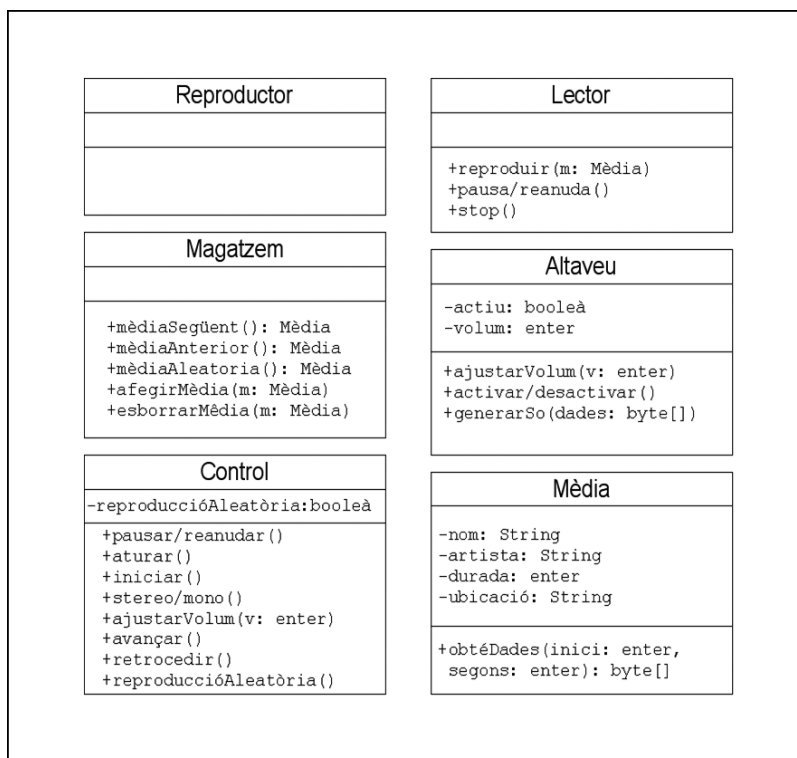 Reproductor
Magatzem
+mèdiaSegüent(): Mèdia
+mèdiaAnterior(): Mèdia
+mèdiaAleatoria(): Mèdia
+afegirMèdia(m: Mèdia)
+esborrarMêdia(m: Mèdia)
Control
-reproduccióAleatòria:booleà
+pausar/reanudar()
+aturar()
+iniciar()
+stereo/mono()
+ajustarVolum(v: enter)
+avançar()
+retrocedir()
+reproduccióAleatòria()
Lector
+reproduir(m: Mèdia)
+pausa/reanuda()
+stop()
Altaveu
-actiu: booleà
-volum: enter
+ajustarVolum(v: enter)
+activar/desactivar()
+generarSo(dades: byte[])
Mèdia
-nom: String
-artista: String
-durada: enter
-ubicació: String
+obtéDades(inici: enter,
segons: enter): byte[]